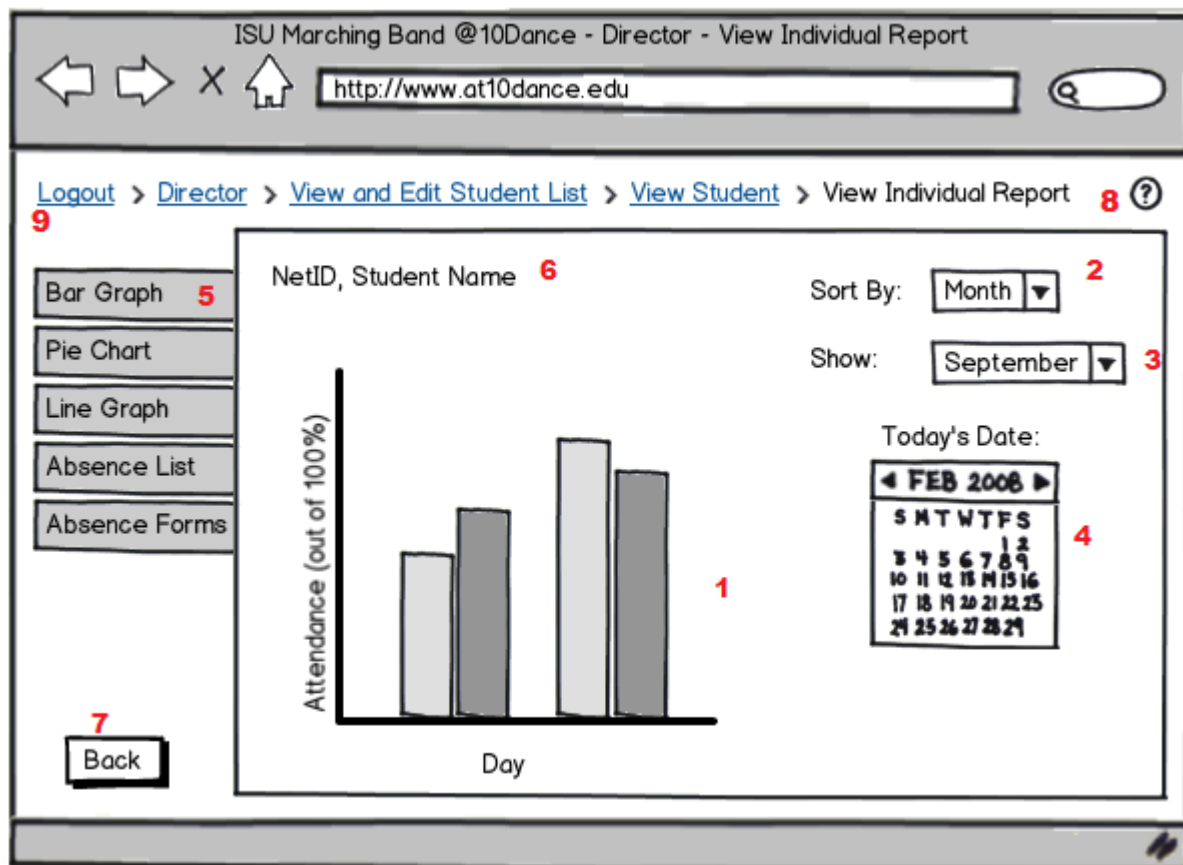 ISU Marching Band @10Dance - Director - View Individual Report
http://www.at10dance.edu
Logout > Director > View and Edit Student List > View Student > View Individual Report 8 ?
9
NetID, Student Name 6
Sort By: Month 2
Show: September 3
Bar Graph 5
Pie Chart
Line Graph
Absence List
Absence Forms
Attendance (out of 100%)
Day
1
Today's Date:
FEB 2008
S M T W T F S
1 2
3 4 5 6 7 8 9
10 11 12 13 14 15 16
17 18 19 20 21 22 23
24 25 26 27 28 29
4
7
Back